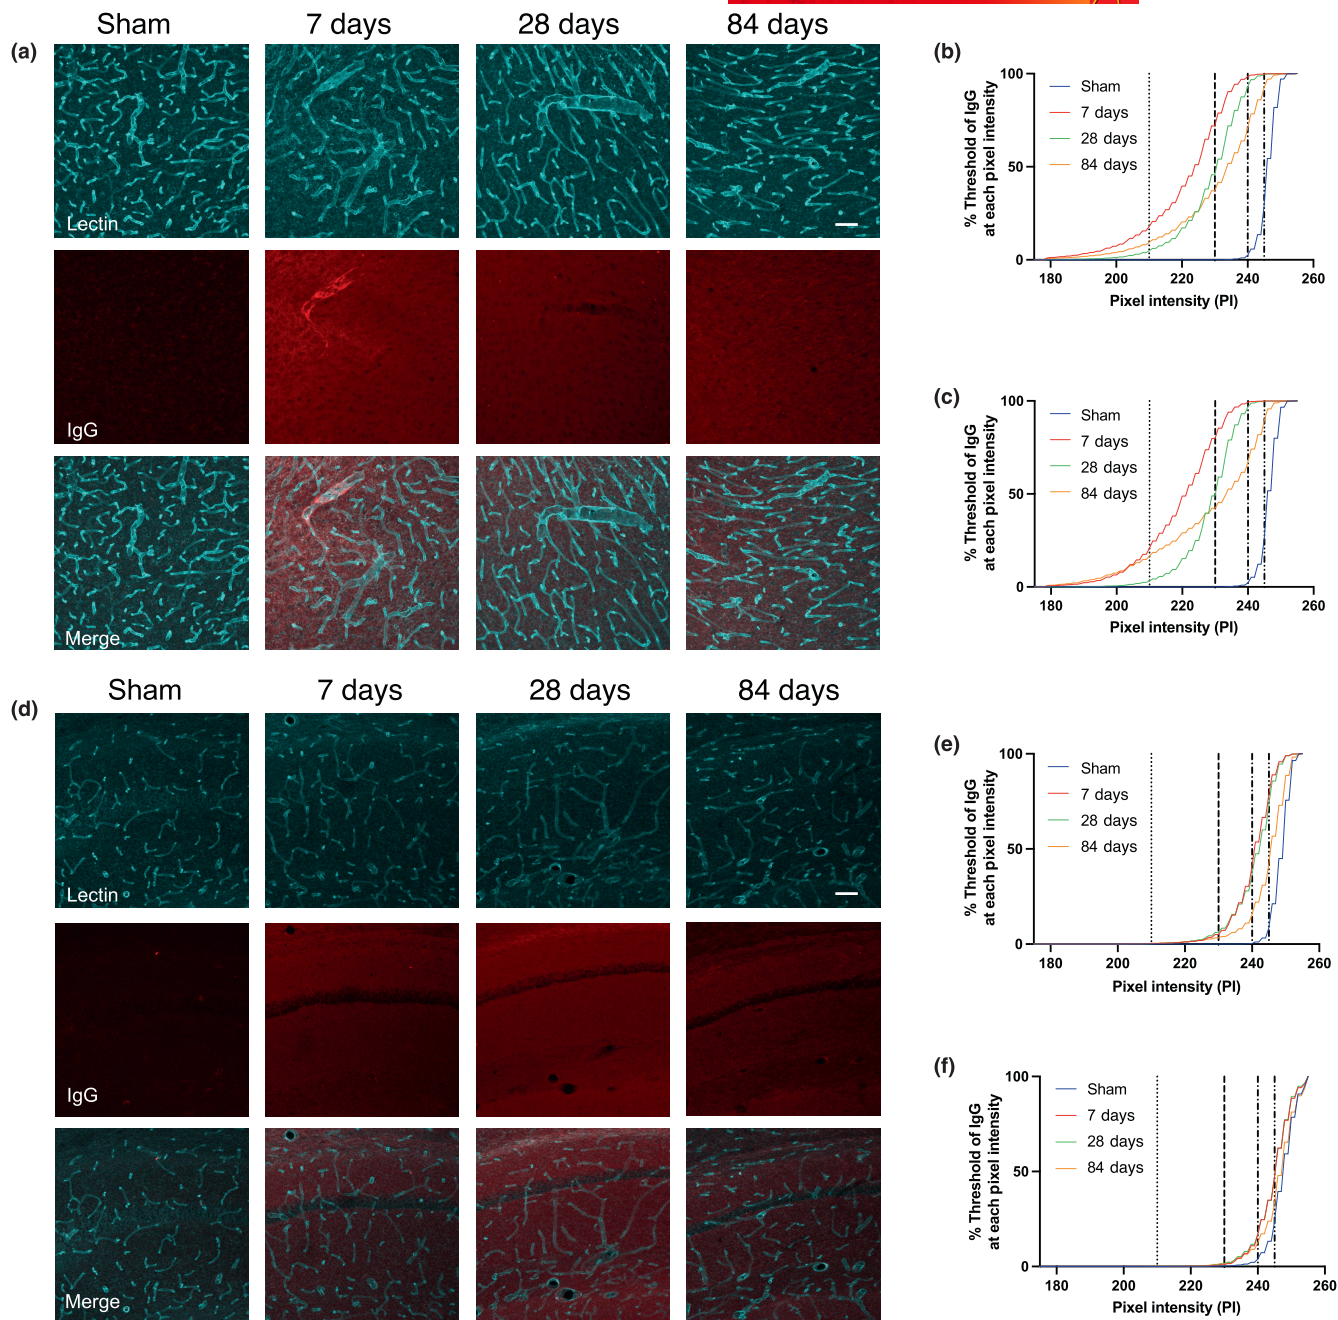 Sham 7 days 28 days 84 days
(a)
Lectin
IgG
Merge
(b)
% Threshold of IgG
at each pixel intensity
100
50
0
Sham
7 days
28 days
84 days
180 200 220 240 260
Pixel intensity (PI)
(c)
% Threshold of IgG
at each pixel intensity
100
50
0
Sham
7 days
28 days
84 days
180 200 220 240 260
Pixel intensity (PI)
Sham 7 days 28 days 84 days
(d)
Lectin
IgG
Merge
(e)
% Threshold of IgG
at each pixel intensity
100
50
0
Sham
7 days
28 days
84 days
180 200 220 240 260
Pixel intensity (PI)
(f)
% Threshold of IgG
at each pixel intensity
100
50
0
Sham
7 days
28 days
84 days
180 200 220 240 260
Pixel intensity (PI)